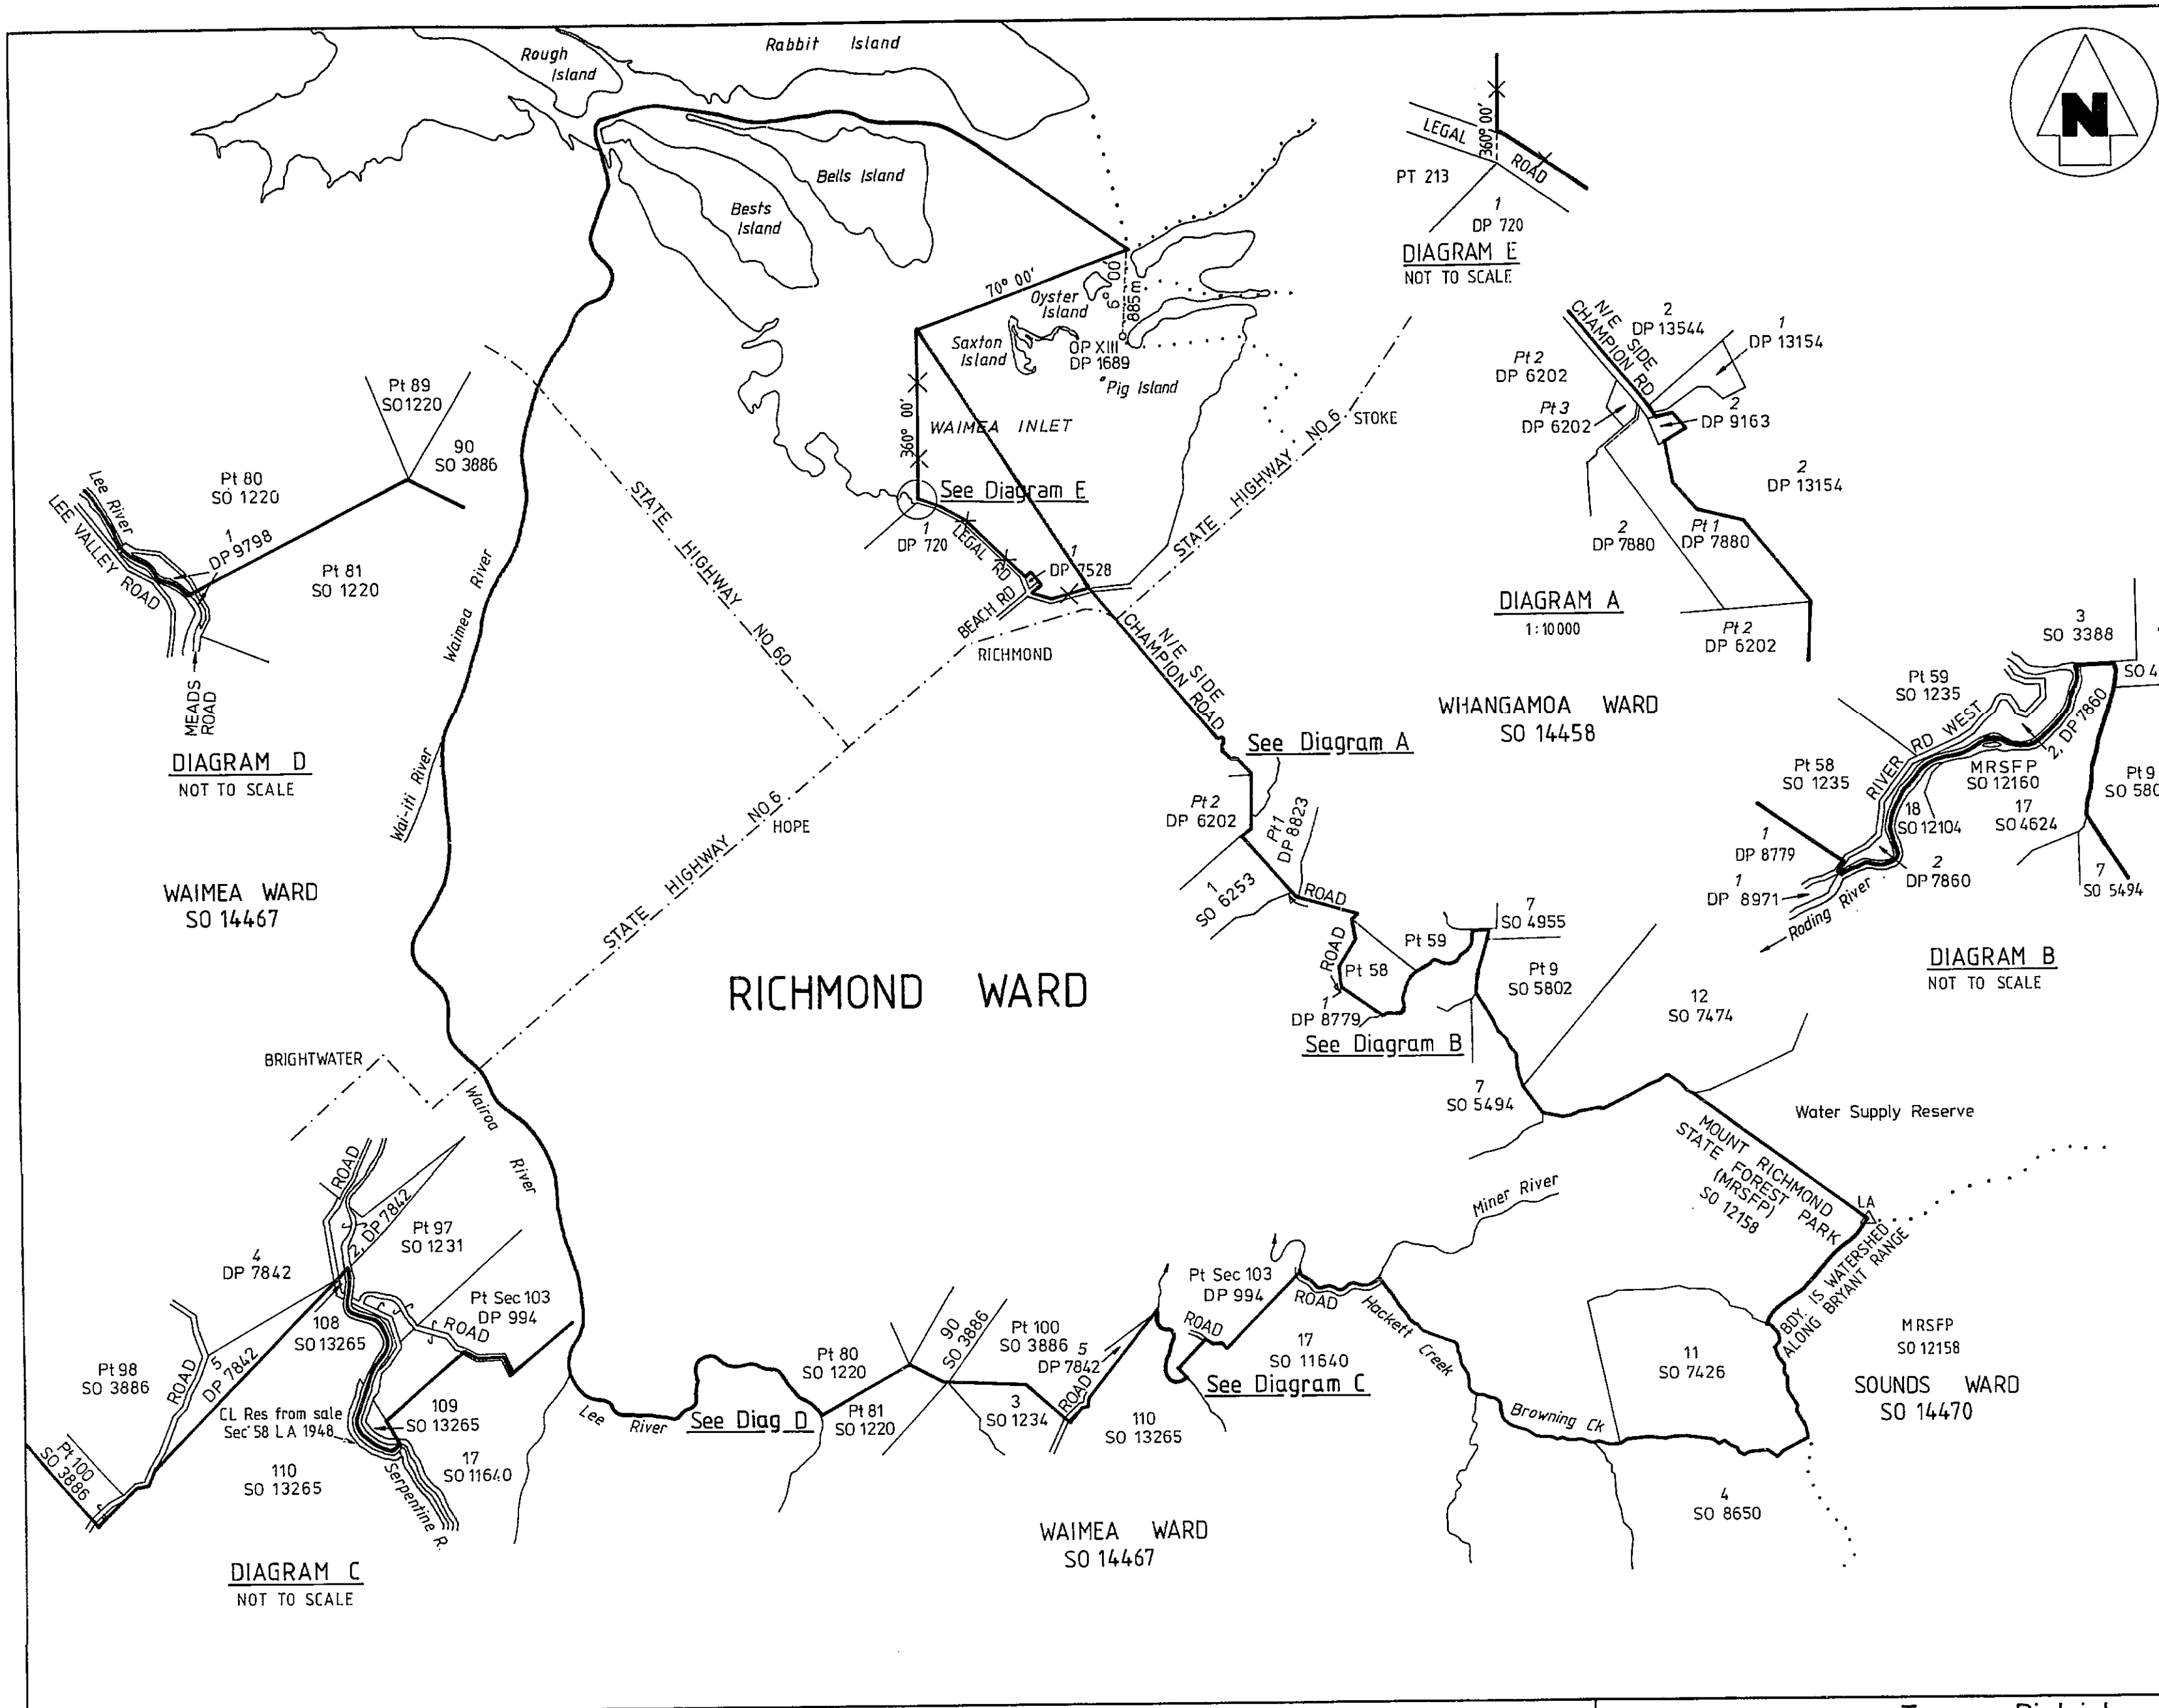 Rough
Island
Rabbit Island
N
Bells Island
Bests
Island
360° 00'
LEGAL
ROAD
PT 213
1
DP 720
DIAGRAM E
NOT TO SCALE
70° 00'
6° 00'
885m
Oyster
Island
Saxton
Island
OP XIII
DP 1689
Pig Island
360° 00'
WAIMEA INLET
STATE HIGHWAY NO 6
STOKE
See Diagram E
1
DP 720
LEGAL RD
1
DP 7528
BEACH RD
RICHMOND
N/E SIDE
CHAMPION ROAD
STATE HIGHWAY NO 60
Waimea River
Wai-iti River
N/E SIDE
CHAMPION RD
2
DP 13544
1
DP 13154
Pt 2
DP 6202
Pt 3
DP 6202
2
DP 9163
2
DP 13154
2
DP 7880
Pt 1
DP 7880
DIAGRAM A
1:10000
Pt 2
DP 6202
Pt 89
SO 1220
90
SO 3886
Pt 80
SO 1220
Lee River
LEE VALLEY ROAD
1
DP 9798
Pt 81
SO 1220
MEADS
ROAD
DIAGRAM D
NOT TO SCALE
WHANGAMOA WARD
SO 14458
3
SO 3388
SO 4
Pt 59
SO 1235
RIVER RD WEST
2, DP 7860
Pt 58
SO 1235
MRSFP
SO 12160
Pt 9
SO 580
18
SO 12104
17
SO 4624
1
DP 8779
2
DP 7860
1
DP 8971
7
SO 5494
Roding River
DIAGRAM B
NOT TO SCALE
See Diagram A
Pt 2
DP 6202
Pt 1
DP 8823
1
SO 6253
ROAD
ROAD
7
SO 4955
Pt 59
Pt 58
Pt 9
SO 5802
1
DP 8779
See Diagram B
12
SO 7474
7
SO 5494
WAIMEA WARD
SO 14467
STATE HIGHWAY NO 6
HOPE
RICHMOND WARD
BRIGHTWATER
Wairoa
River
Water Supply Reserve
MOUNT RICHMOND
STATE FOREST PARK
(MRSFP)
SO 12158
LA
BDY. IS WATERSHED
ALONG BRYANT RANGE
Miner River
MRSFP
SO 12158
SOUNDS WARD
SO 14470
11
SO 7426
4
SO 8650
Hackett
Creek
Browning Ck
Pt Sec 103
DP 994
ROAD
ROAD
17
SO 11640
See Diagram C
90
SO 3886
Pt 100
SO 3886
5
DP 7842
Pt 80
SO 1220
Pt 81
SO 1220
3
SO 1234
ROAD
110
SO 13265
Lee River
See Diag D
WAIMEA WARD
SO 14467
ROAD
2, DP 7842
Pt 97
SO 1231
4
DP 7842
Pt Sec 103
DP 994
ROAD
108
SO 13265
Pt 98
SO 3886
ROAD
5
DP 7842
CL Res from sale
Sec 58 LA 1948
109
SO 13265
Pt 100
SO 3886
110
SO 13265
17
SO 11640
Serpentine R.
DIAGRAM C
NOT TO SCALE